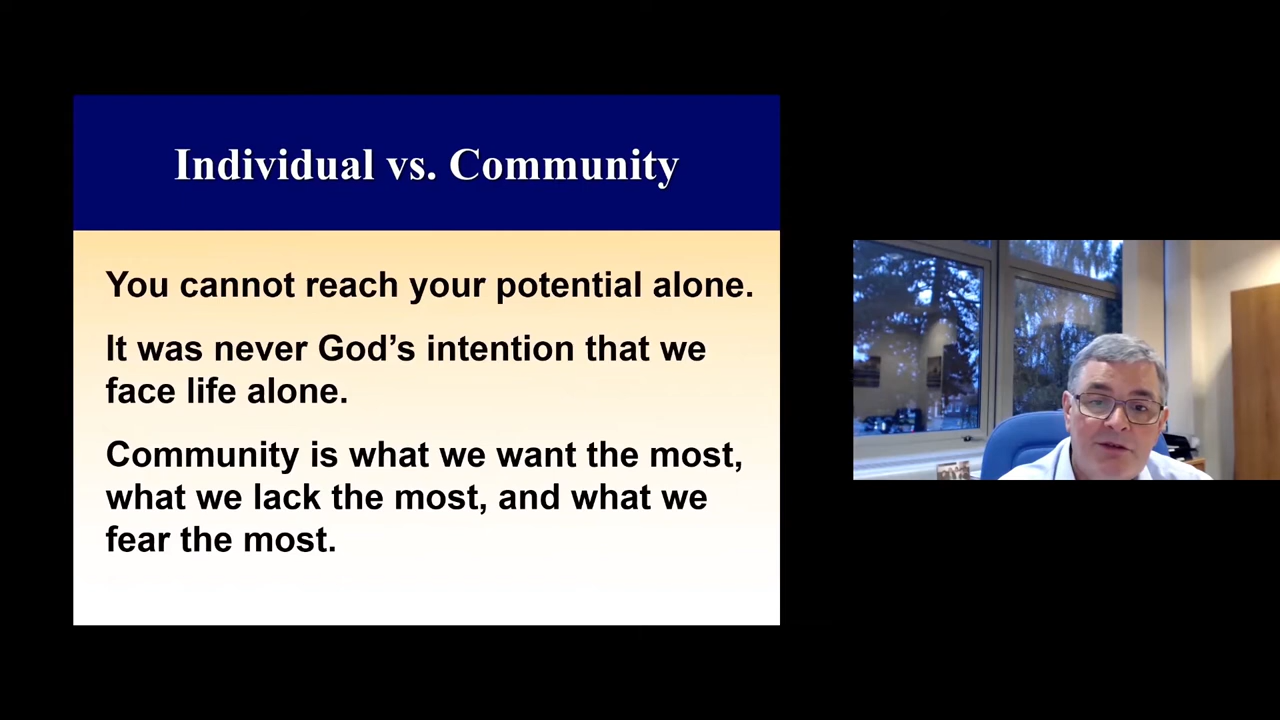 Individual vs. Community
You cannot reach your potential alone.
It was never God’s intention that we
face life alone.
Community is what we want the most,
what we lack the most, and what we
fear the most.